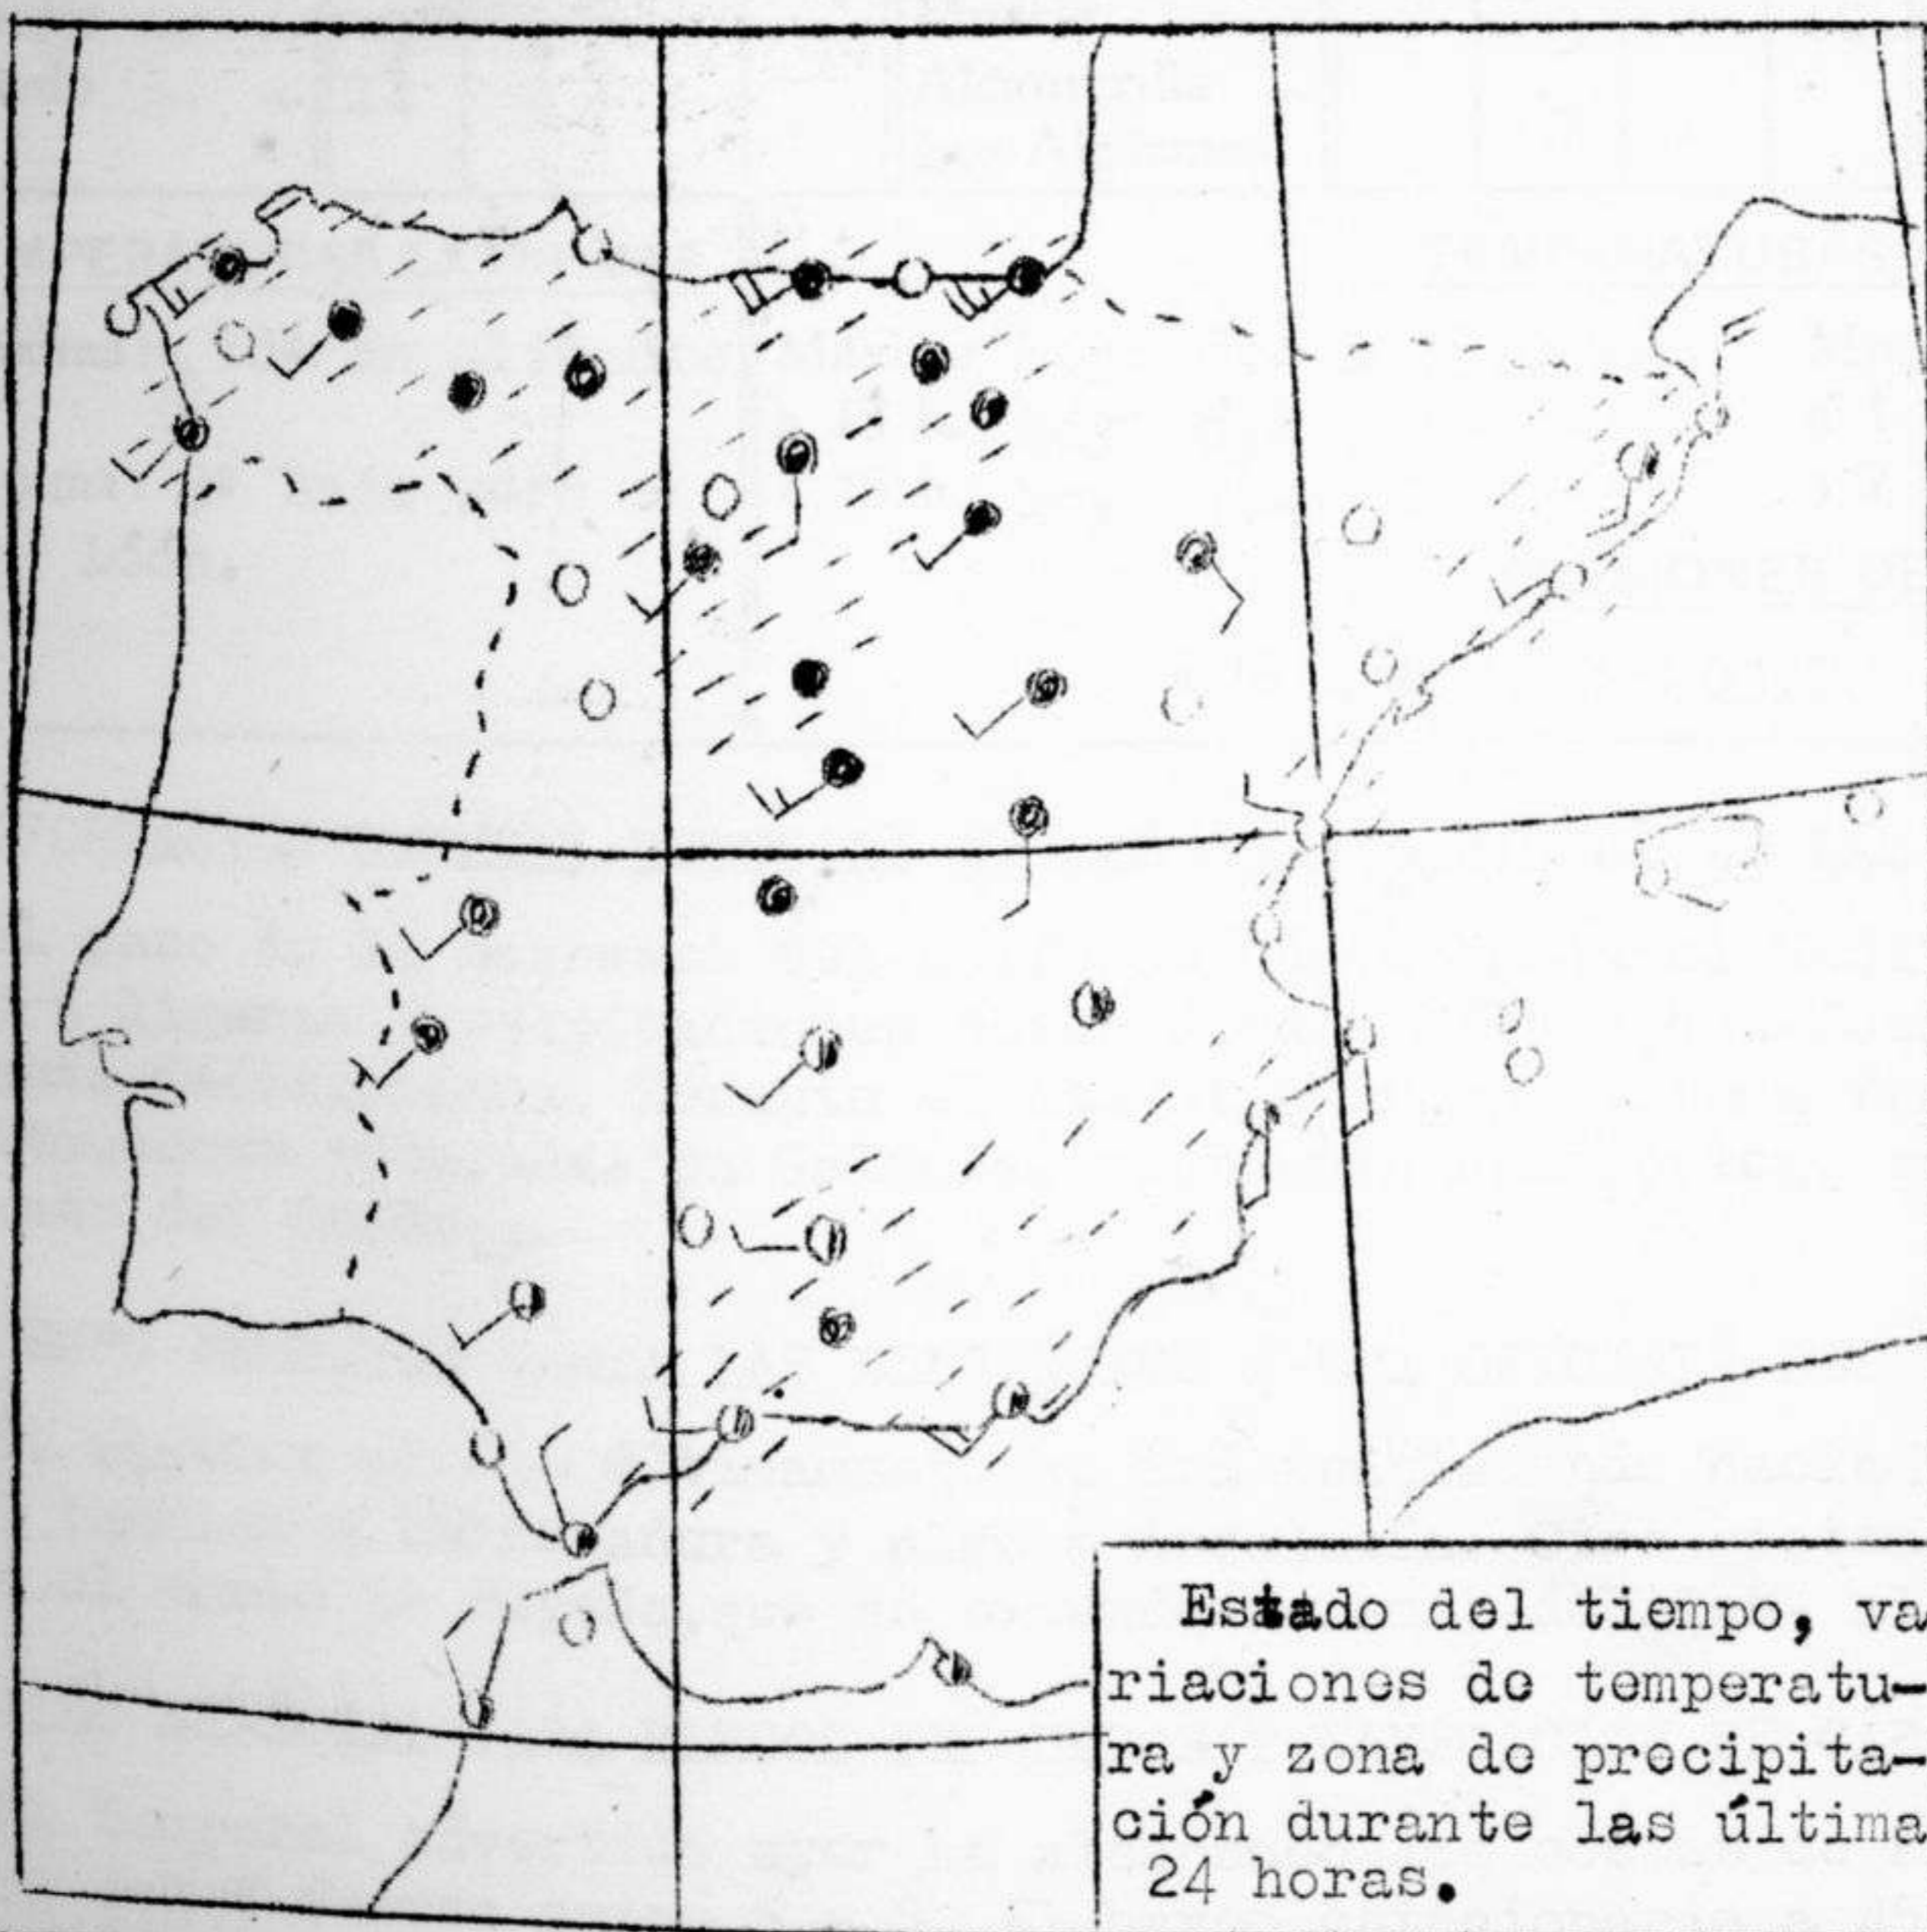 Estado del tiempo, va
riaciones de temperatu-
ra y zona de precipita-
ción durante las última
24 horas.